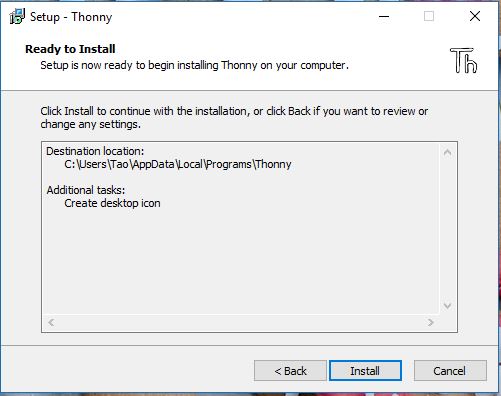 Setup - Thonny
Ready to Install
Setup is now ready to begin installing Thonny on your computer.
Th
Click Install to continue with the installation, or click Back if you want to review or
change any settings.
Destination location:
C:\Users\Tao\AppData\Local\Programs\Thonny
Additional tasks:
Create desktop icon
< Back
Install
Cancel